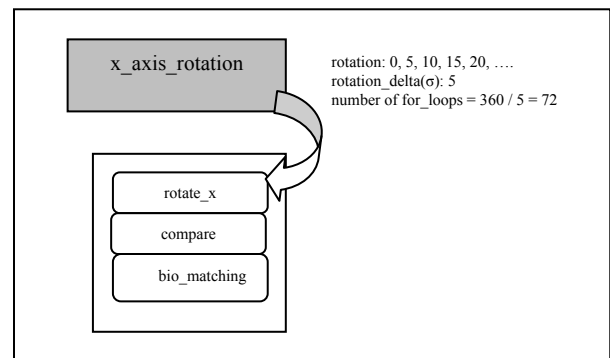 x_axis_rotation
rotation: 0, 5, 10, 15, 20, ….
rotation_delta(σ): 5
number of for_loops = 360 / 5 = 72
rotate_x
compare
bio_matching